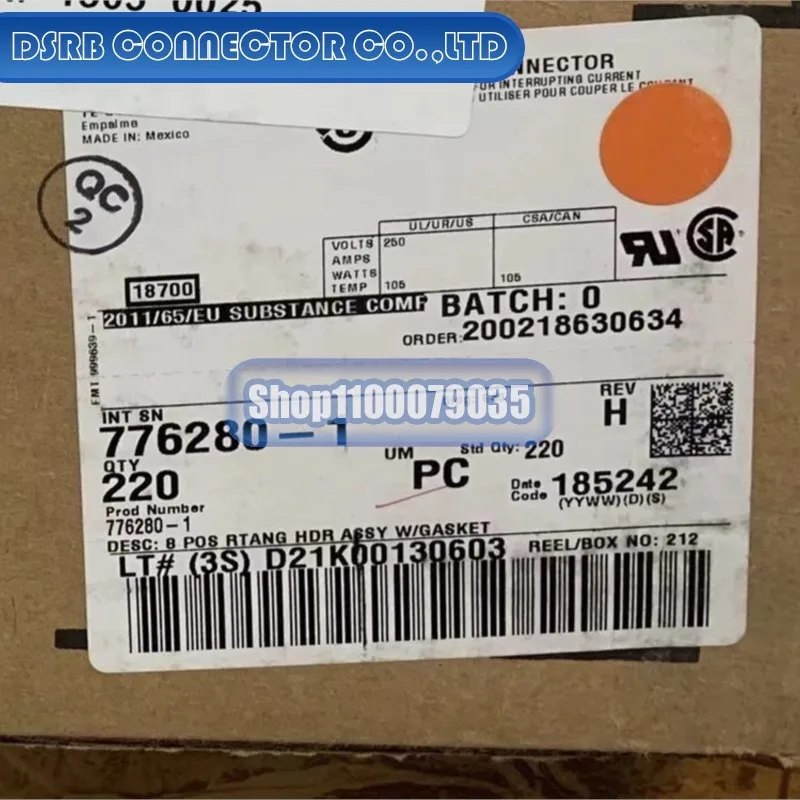 DSRB CONNECTOR CO.,LTD
NNECTOR
FOR INTERRUPTING CURRENT
UTILISER POUR COUPER LE
Empalme
MADE IN: Mexico
QC
2
UL/UR/US
CSA/CAN
VOLTS 250
AMPS
WATTS
TEMP 105 105
18700
2011/65/EU SUBSTANCE COMP
BATCH: 0
ORDER: 200218630634
Shop1100079035
INT SN
776280-1
REV
H
QTY
220
UM
PC
Std Qty: 220
Date Code 185242
(YYWW)(D)(S)
Prod Number
776280-1
DESC: 8 POS RTANG HDR ASSY W/GASKET
LT# (3S) D21K00130603
REEL/BOX NO: 212